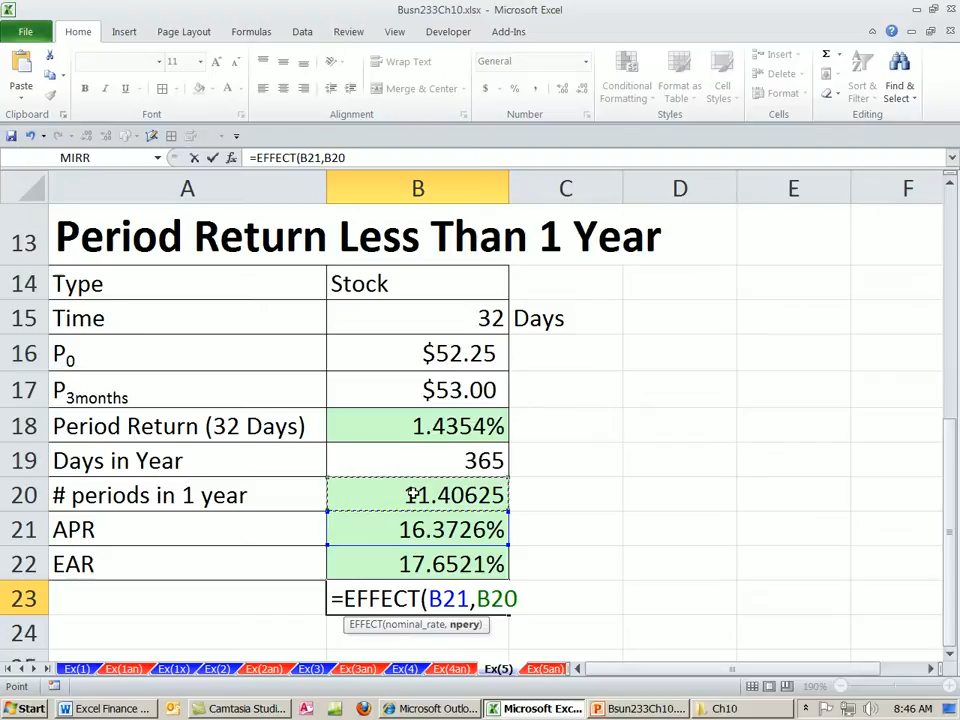 Busn233Ch10.xlsx - Microsoft Excel
File Home Insert Page Layout Formulas Data Review View Developer Add-Ins
11 A A Wrap Text General Insert Σ
Paste B I U A Merge & Center $ % , Conditional Formatting Format as Table Cell Styles Delete Format Sort & Filter Find & Select
Clipboard Font Alignment Number Styles Cells Editing
MIRR fx =EFFECT(B21,B20
A B C D E F
13 Period Return Less Than 1 Year
14 Type Stock
15 Time 32 Days
16 P0 $52.25
17 P3months $53.00
18 Period Return (32 Days) 1.4354%
19 Days in Year 365
20 # periods in 1 year 11.40625
21 APR 16.3726%
22 EAR 17.6521%
23 =EFFECT(B21,B20
EFFECT(nominal_rate, npery)
24
Ex(1) Ex(1an) Ex(1x) Ex(2) Ex(2an) Ex(3) Ex(3an) Ex(4) Ex(4an) Ex(5) Ex(5an)
Point 190%
Start Excel Finance ... Camtasia Studi... Microsoft Outlo... Microsoft Exc... Busn233Ch10.... Ch10 8:46 AM